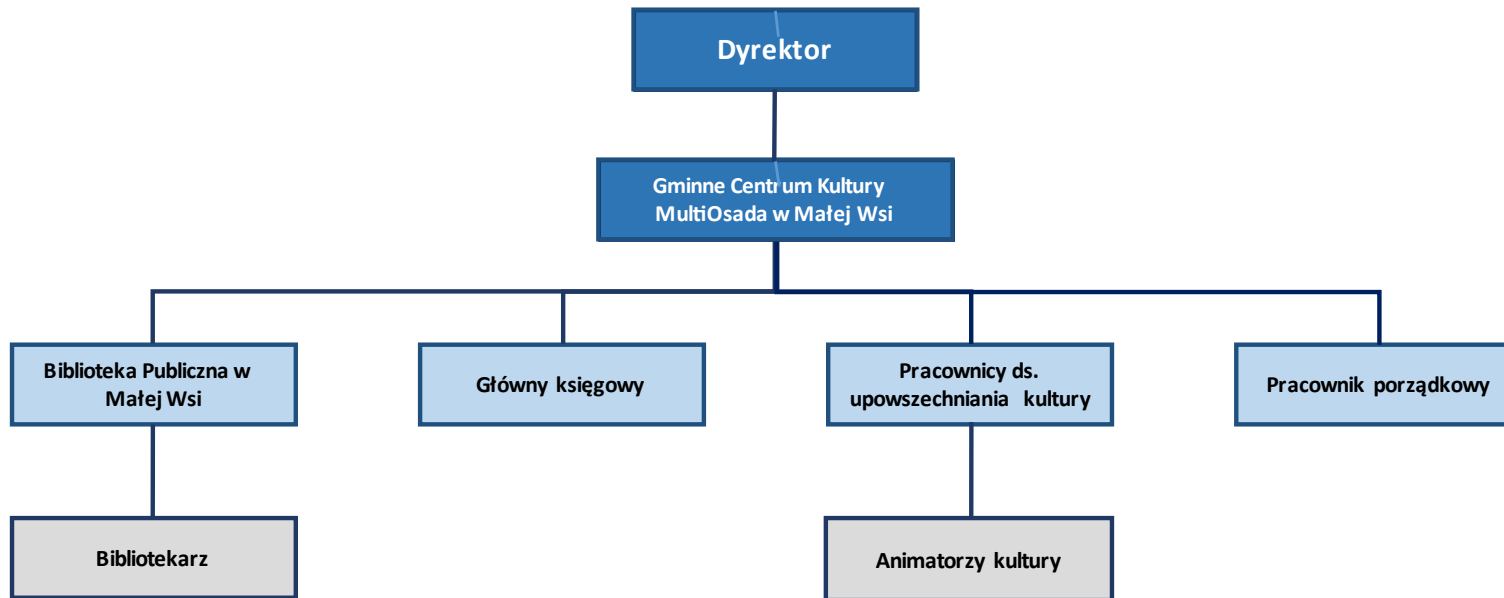 Dyrektor
Gminne Centrum Kultury
MultiOsada w Małej Wsi
Biblioteka Publiczna w
Małej Wsi
Główny księgowy
Pracownicy ds.
upowszechniania kultury
Pracownik porządkowy
Bibliotekarz
Animatorzy kultury